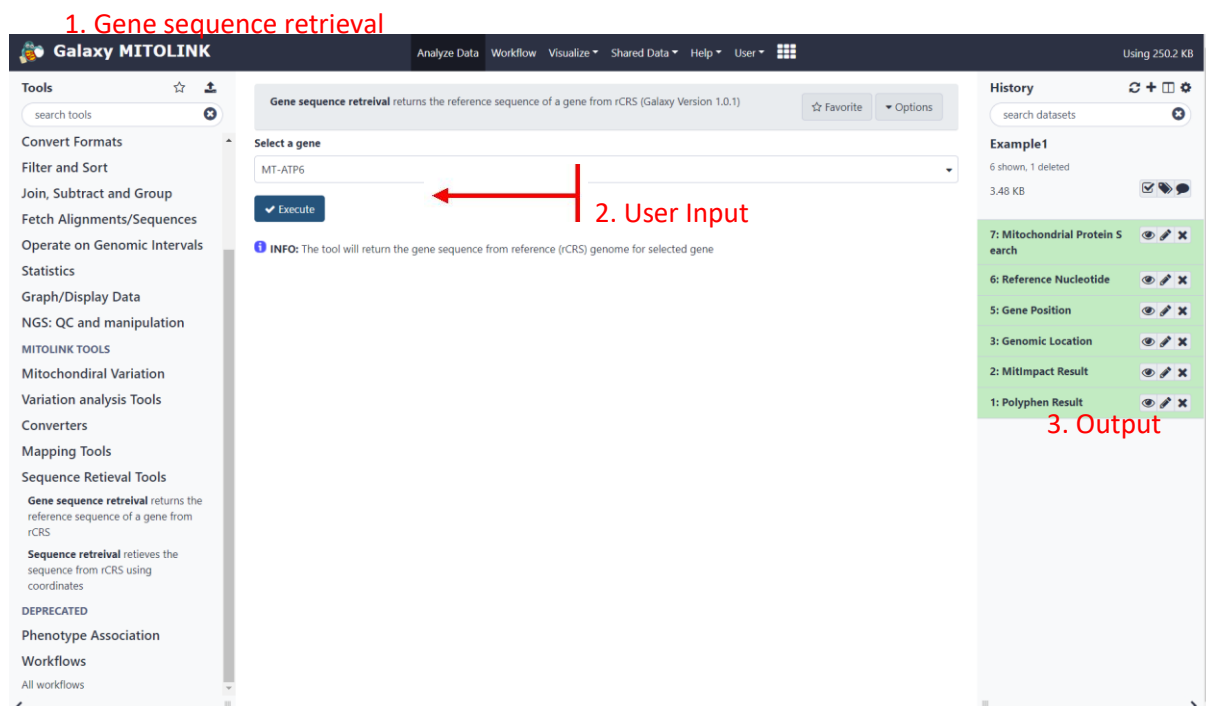 1. Gene sequence retrieval
Galaxy MITOLINK
Analyze Data Workflow Visualize Shared Data Help User
Using 250.2 KB
Tools
search tools
Convert Formats
Filter and Sort
Join, Subtract and Group
Fetch Alignments/Sequences
Operate on Genomic Intervals
Statistics
Graph/Display Data
NGS: QC and manipulation
MITOLINK TOOLS
Mitochondiral Variation
Variation analysis Tools
Converters
Mapping Tools
Sequence Retieval Tools
Gene sequence retreival returns the
reference sequence of a gene from
rCRS
Sequence retreival retieves the
sequence from rCRS using
coordinates
DEPRECATED
Phenotype Association
Workflows
All workflows
Gene sequence retreival returns the reference sequence of a gene from rCRS (Galaxy Version 1.0.1)
Favorite
Options
Select a gene
MT-ATP6
Execute
2. User Input
INFO: The tool will return the gene sequence from reference (rCRS) genome for selected gene
History
search datasets
Example1
6 shown, 1 deleted
3.48 KB
7: Mitochondrial Protein S
earch
6: Reference Nucleotide
5: Gene Position
3: Genomic Location
2: MitImpact Result
1: Polyphen Result
3. Output